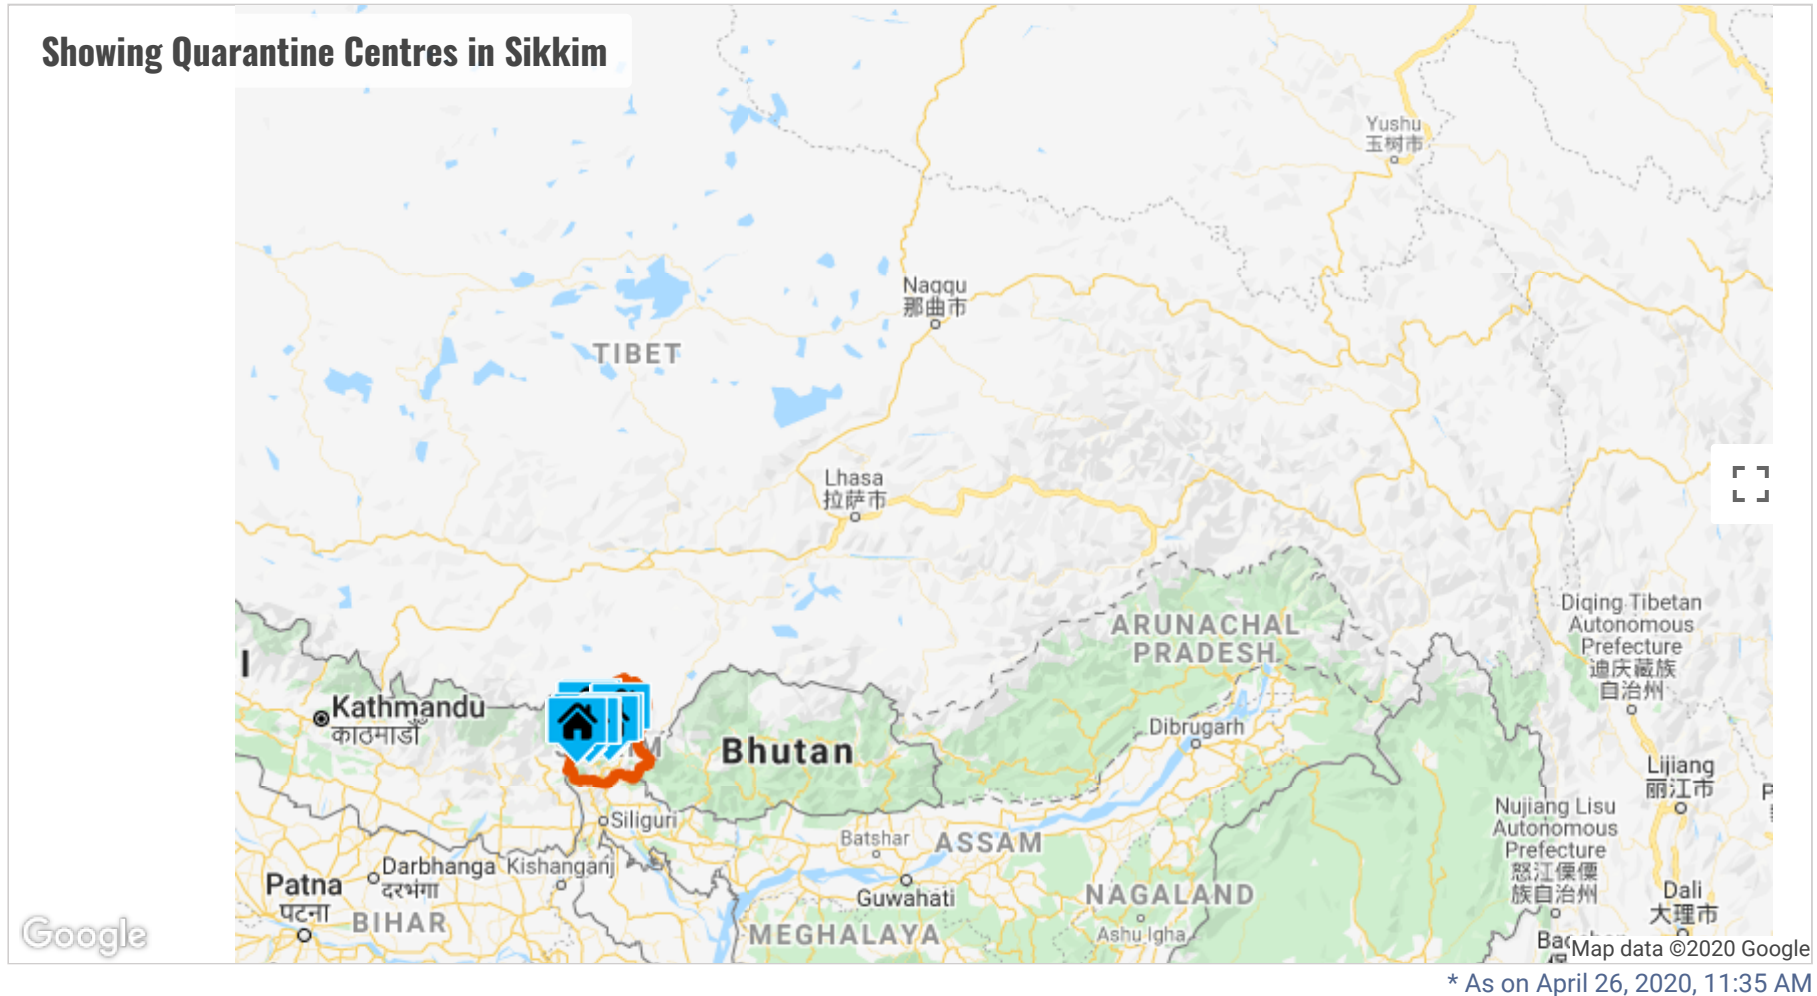 Showing Quarantine Centres in Sikkim
Yushu
玉树市
Naqqu
那曲市
TIBET
Lhasa
拉萨市
Diqing Tibetan
Autonomous
Prefecture
迪庆藏族
自治州
ARUNACHAL
PRADESH
Kathmandu
काठमाडौं
Bhutan
Dibrugarh
Lijiang
丽江市
Siliguri
Batshar
ASSAM
Nujiang Lisu
Autonomous
Prefecture
怒江傈僳
族自治州
Darbhanga
दरभंगा
Kishanganj
Patna
पटना
BIHAR
Guwahati
NAGALAND
Ashu Igha
MEGHALAYA
Dali
大理市
Google
Map data ©2020 Google
* As on April 26, 2020, 11:35 AM